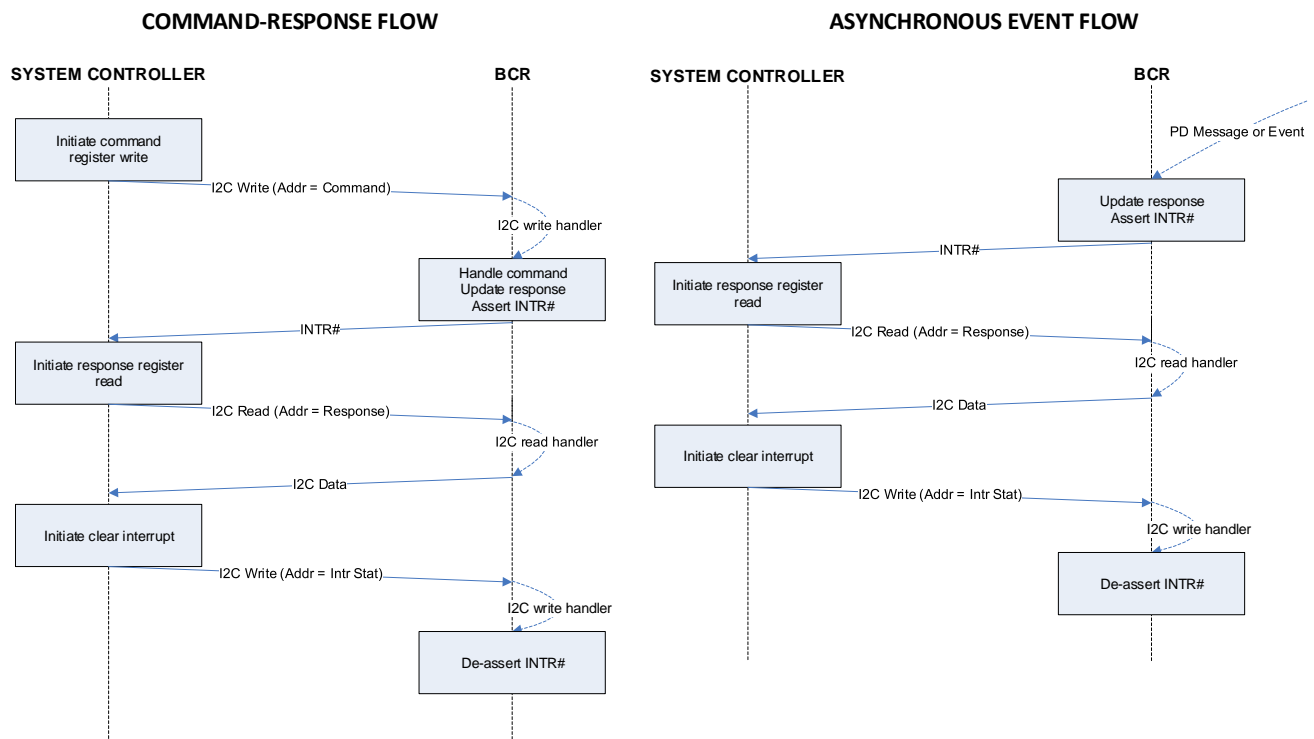 COMMAND-RESPONSE FLOW
SYSTEM CONTROLLER
BCR
Initiate command
register write
I2C Write (Addr = Command)
I2C write handler
Handle command
Update response
Assert INTR#
INTR#
Initiate response register
read
I2C Read (Addr = Response)
I2C read handler
I2C Data
Initiate clear interrupt
I2C Write (Addr = Intr Stat)
I2C write handler
De-assert INTR#
ASYNCHRONOUS EVENT FLOW
SYSTEM CONTROLLER
BCR
PD Message or Event
Update response
Assert INTR#
INTR#
Initiate response register
read
I2C Read (Addr = Response)
I2C read handler
I2C Data
Initiate clear interrupt
I2C Write (Addr = Intr Stat)
I2C write handler
De-assert INTR#